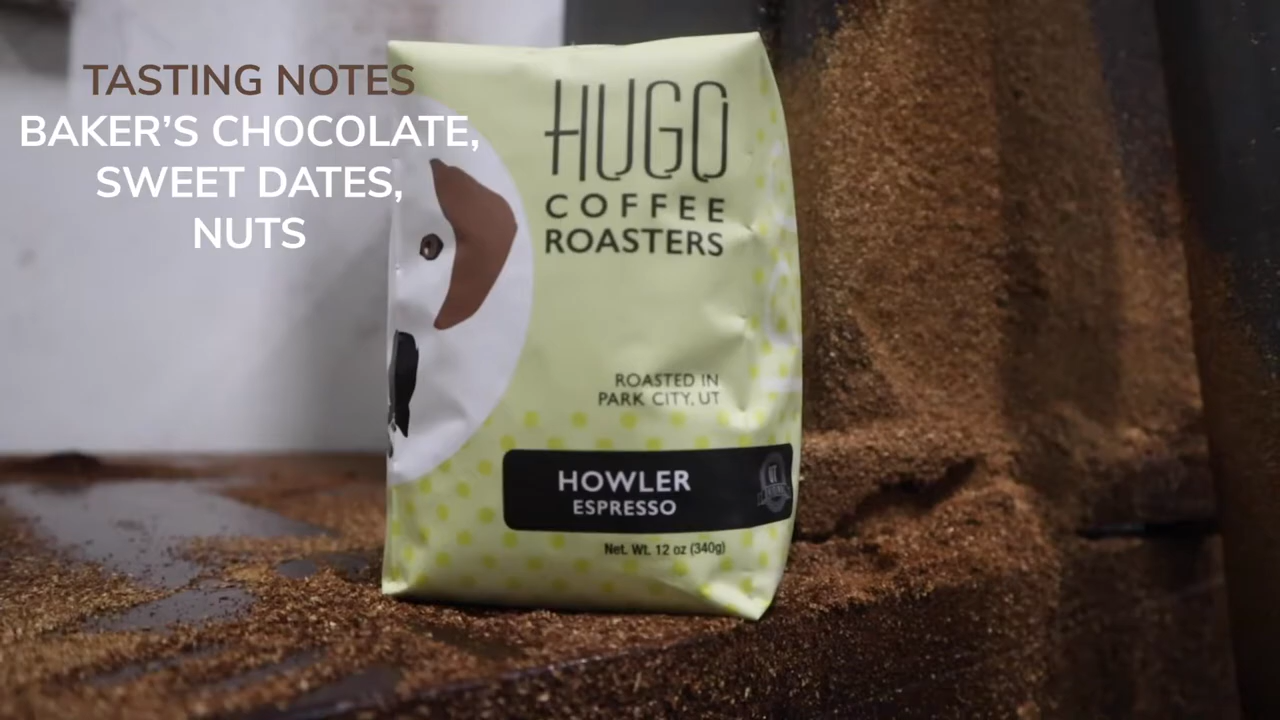 TASTING NOTES
BAKER'S CHOCOLATE,
SWEET DATES,
NUTS
HUGO
COFFEE
ROASTERS
ROASTED IN
PARK CITY, UT
HOWLER
ESPRESSO
Net. Wt. 12 oz (340g)